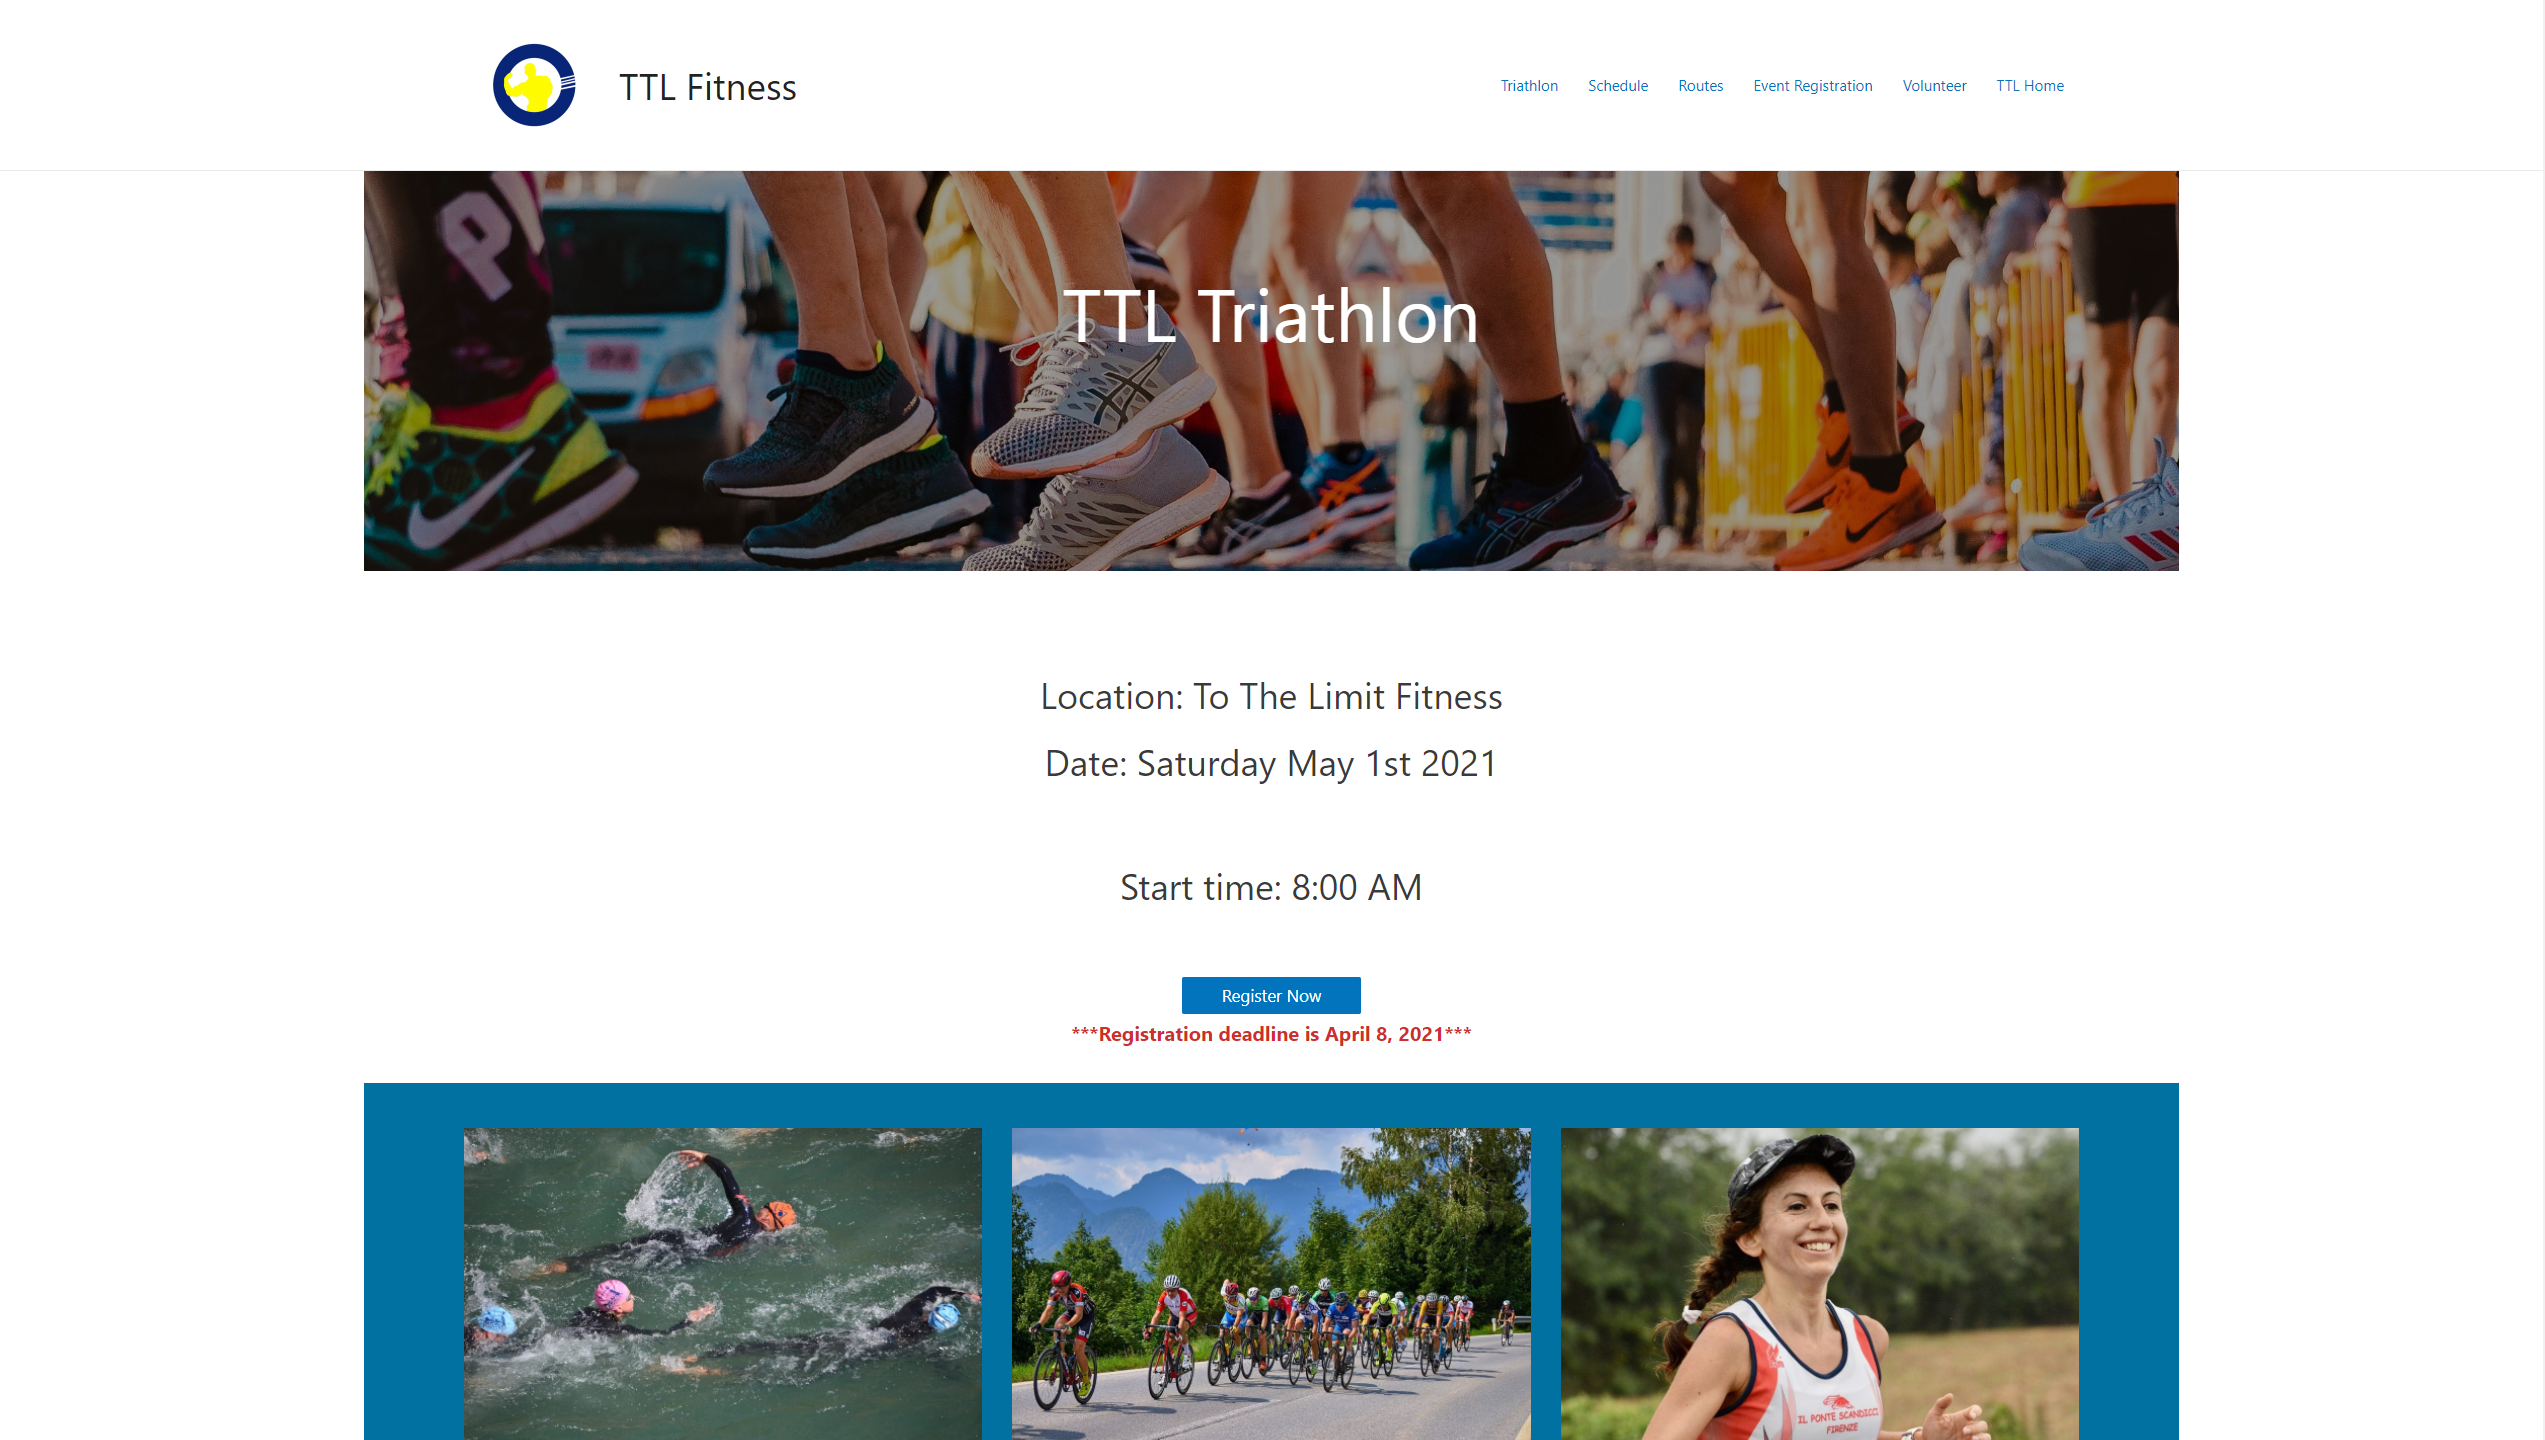 TTL Fitness
Triathlon Schedule Routes Event Registration Volunteer TTL Home
TTL Triathlon
Location: To The Limit Fitness
Date: Saturday May 1st 2021
Start time: 8:00 AM
Register Now
***Registration deadline is April 8, 2021***
IL PONTE SCANDICCI
FIRENZE